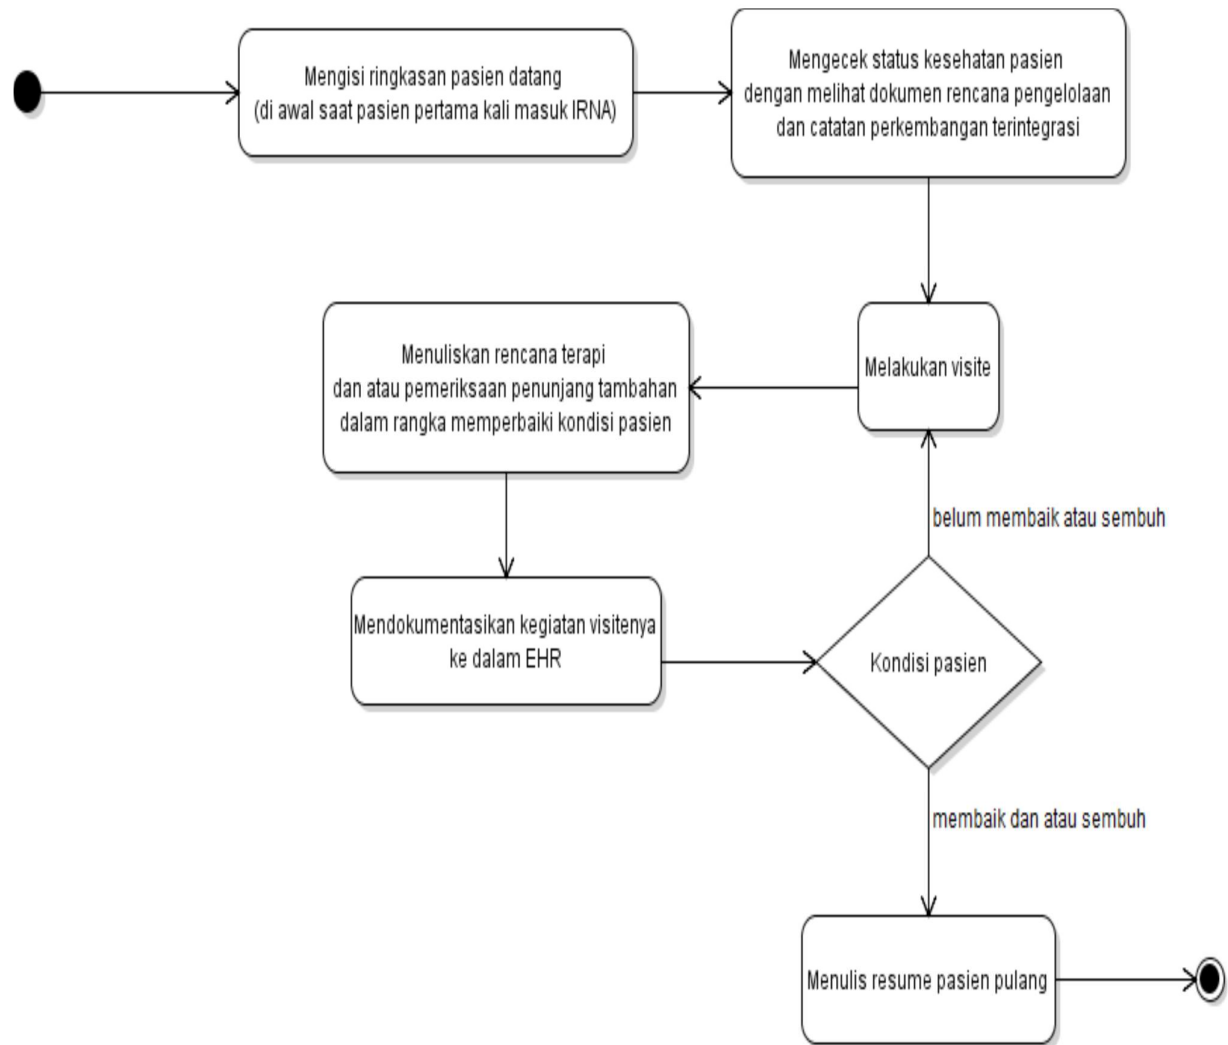 Mengisi ringkasan pasien datang
(di awal saat pasien pertama kali masuk IRNA)
Mengecek status kesehatan pasien
dengan melihat dokumen rencana pengelolaan
dan catatan perkembangan terintegrasi
Melakukan visite
Menuliskan rencana terapi
dan atau pemeriksaan penunjang tambahan
dalam rangka memperbaiki kondisi pasien
Mendokumentasikan kegiatan visitenya
ke dalam EHR
Kondisi pasien
belum membaik atau sembuh
membaik dan atau sembuh
Menulis resume pasien pulang